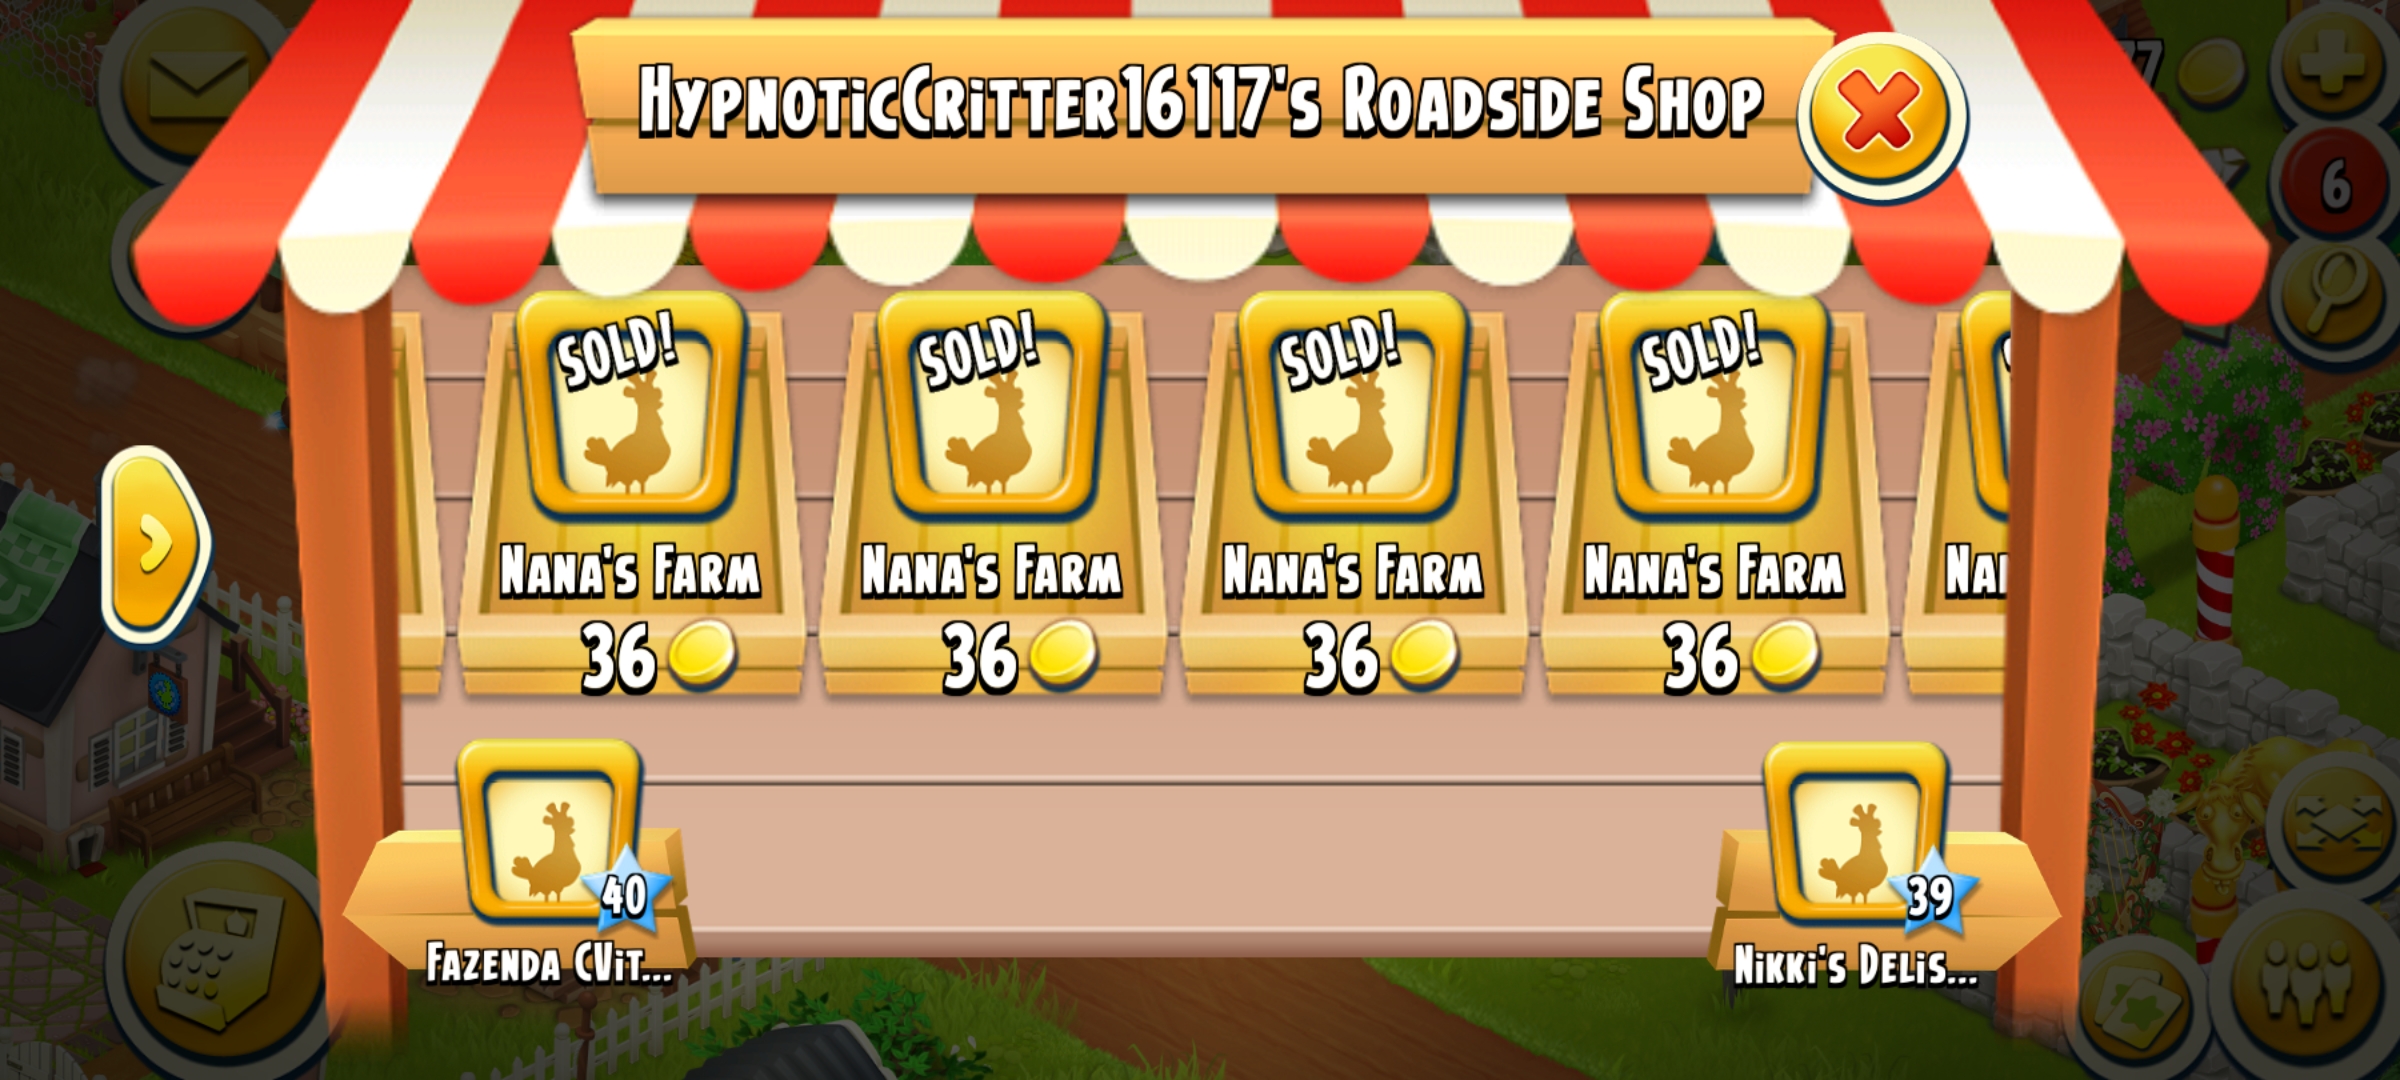 HypnoticCritter16117's Roadside Shop
6
SOLD! SOLD! SOLD! SOLD!
Nana's Farm Nana's Farm Nana's Farm Nana's Farm
36 36 36 36
40 39
Fazenda CVit... Nikki's Delis...